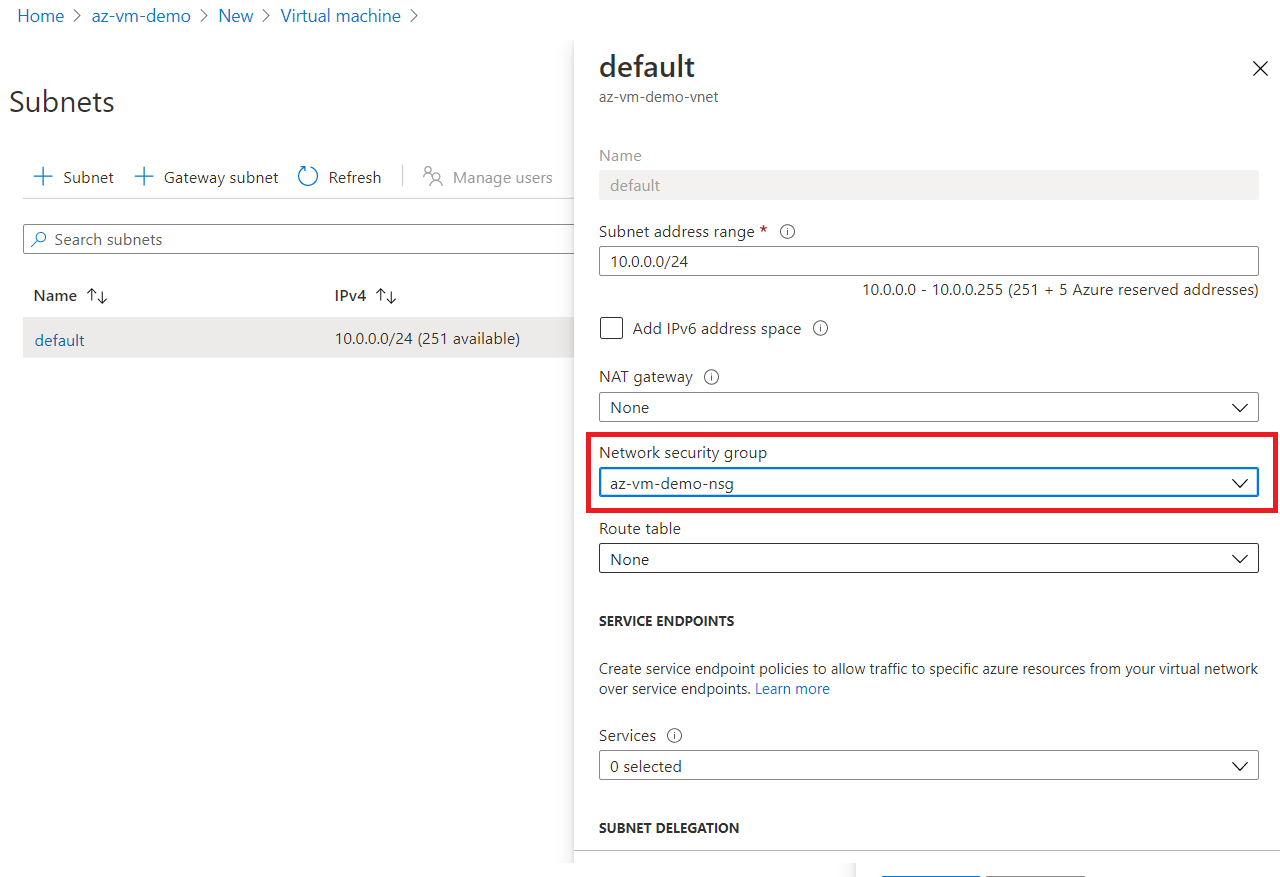 Home > az-vm-demo > New > Virtual machine >
Subnets
+ Subnet + Gateway subnet Refresh Manage users
Search subnets
Name ↑↓ IPv4 ↑↓
default 10.0.0.0/24 (251 available)
default
az-vm-demo-vnet
Name
default
Subnet address range *
10.0.0.0/24
10.0.0.0 - 10.0.0.255 (251 + 5 Azure reserved addresses)
Add IPv6 address space
NAT gateway
None
Network security group
az-vm-demo-nsg
Route table
None
SERVICE ENDPOINTS
Create service endpoint policies to allow traffic to specific azure resources from your virtual network
over service endpoints. Learn more
Services
0 selected
SUBNET DELEGATION